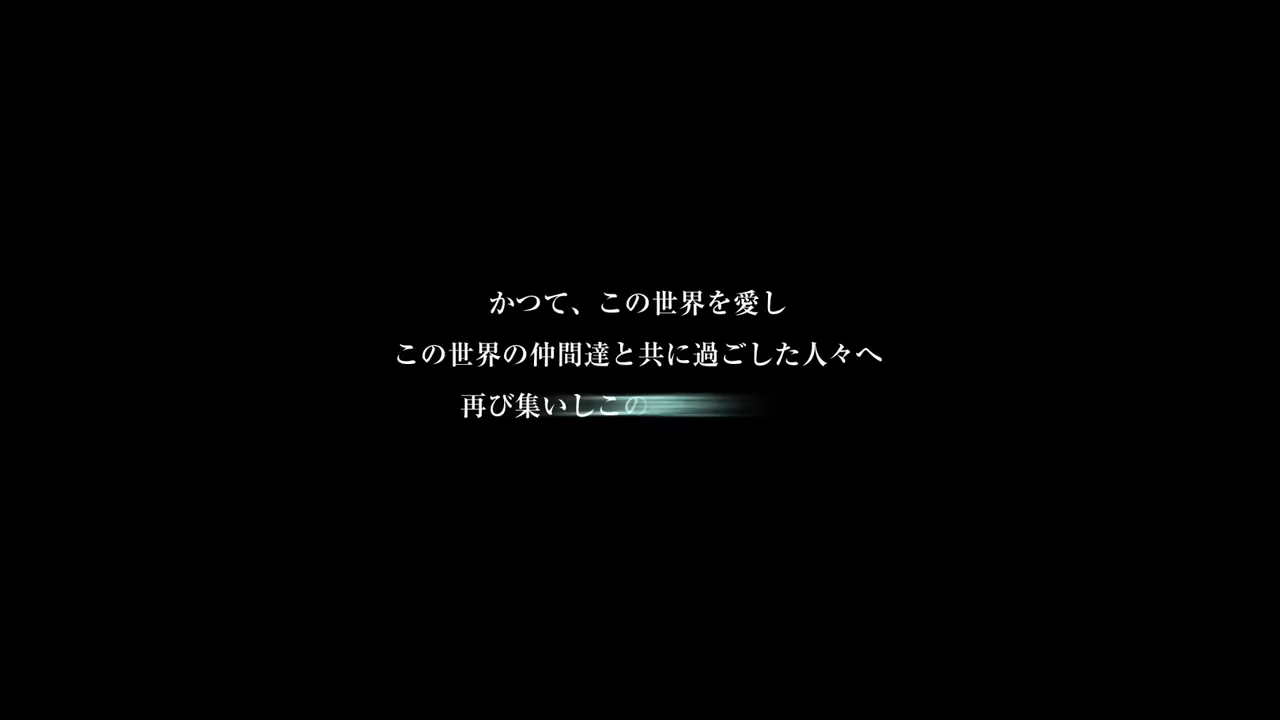 かつて、この世界を愛し
この世界の仲間達と共に過ごした人々へ
再び集いしこの